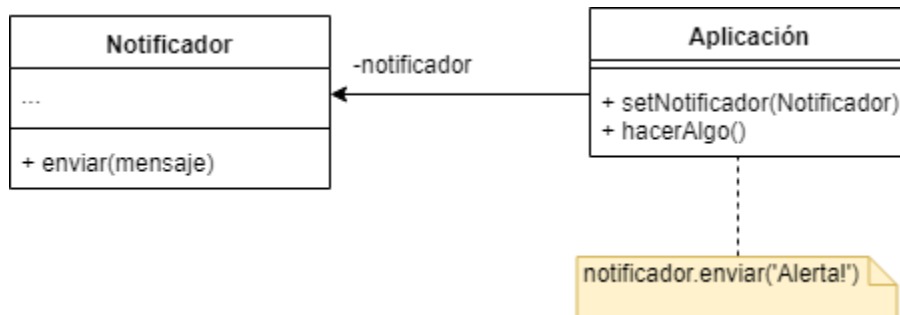 Notificador
...
+ enviar(mensaje)
-notificador
Aplicación
+ setNotificador(Notificador)
+ hacerAlgo()
notificador.enviar('Alerta!')